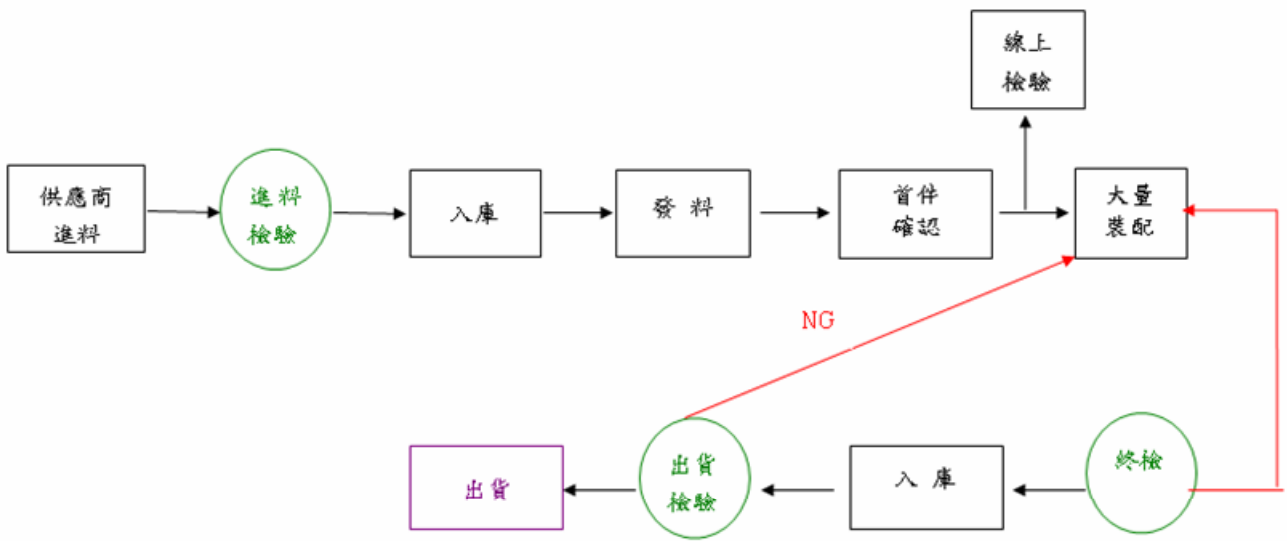 線上
檢驗
供應商
進料
進料
檢驗
入庫
發 料
首件
確認
大量
裝配
NG
出貨
出貨
檢驗
入 庫
終檢